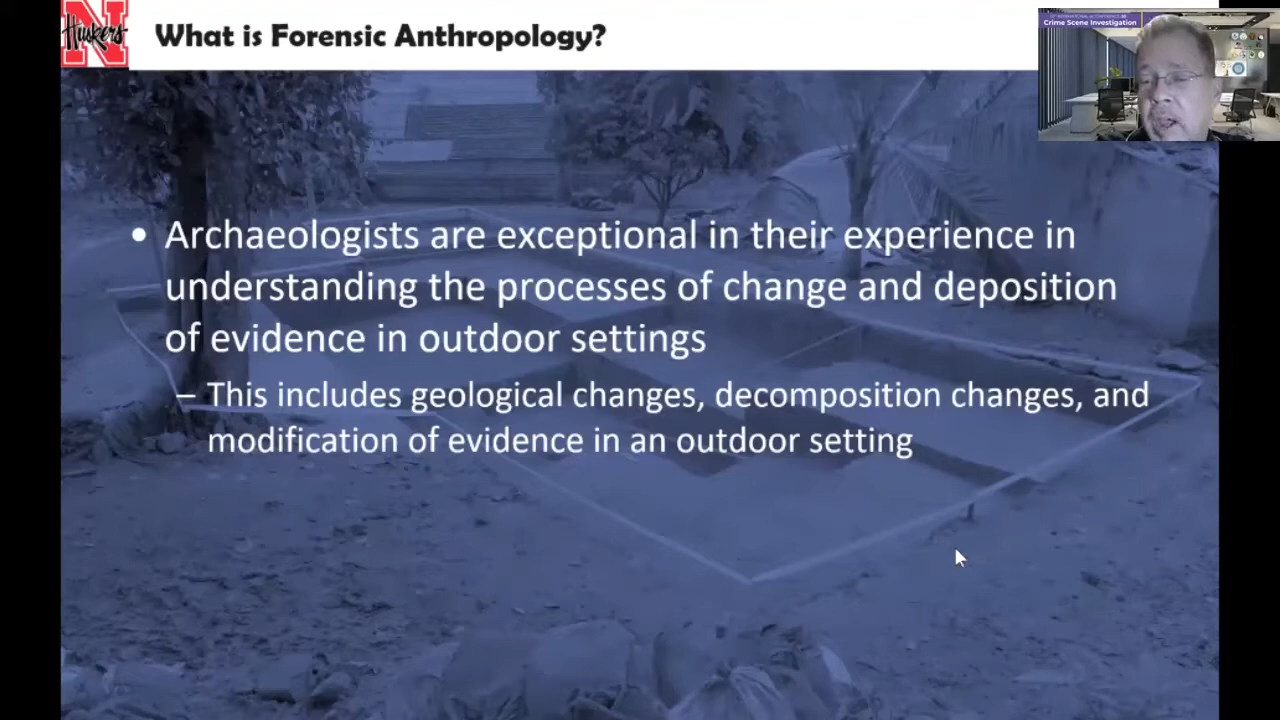 Huskers
What is Forensic Anthropology?
Crime Scene Investigation
• Archaeologists are exceptional in their experience in
understanding the processes of change and deposition
of evidence in outdoor settings
– This includes geological changes, decomposition changes, and
modification of evidence in an outdoor setting